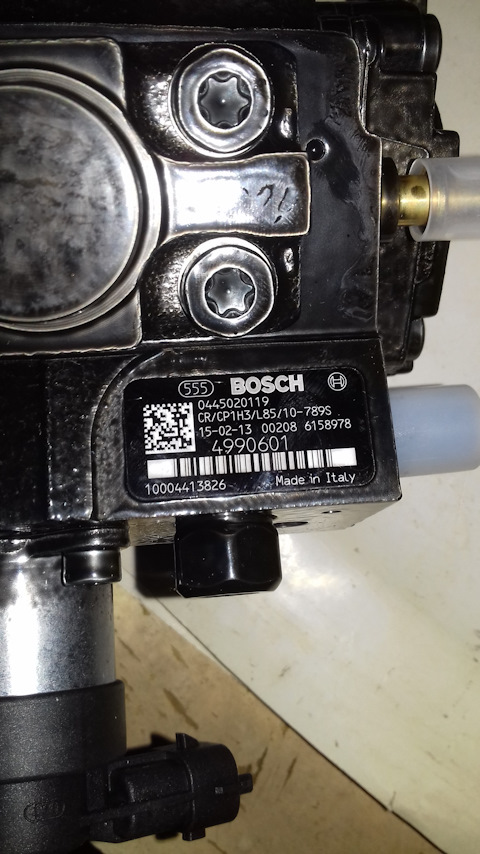 555 BOSCH
0445020119
CR/CP1H3/L85/10-789S
15-02-13 00208 6158978
4990601
10004413826 Made in Italy